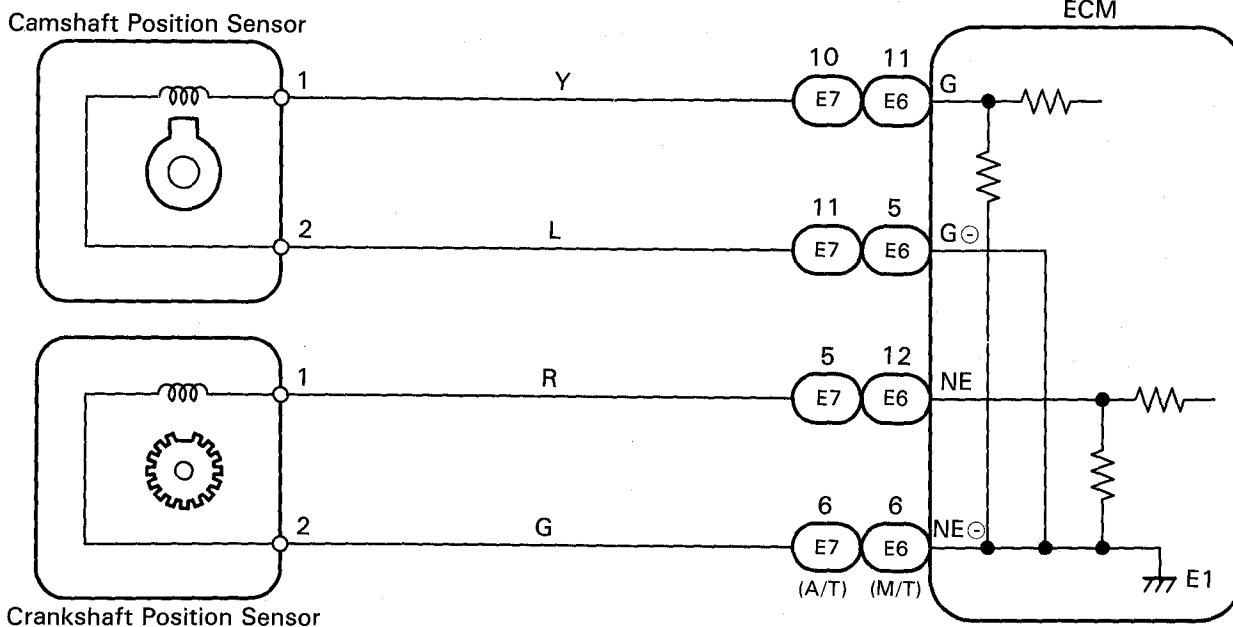 ECM
Camshaft Position Sensor
1 Y 10 11 G
E7 E6
2 L 11 5 G⊖
E7 E6
1 R 5 12 NE
E7 E6
2 G 6 6 NE⊖
E7 E6
(A/T) (M/T) E1
Crankshaft Position Sensor